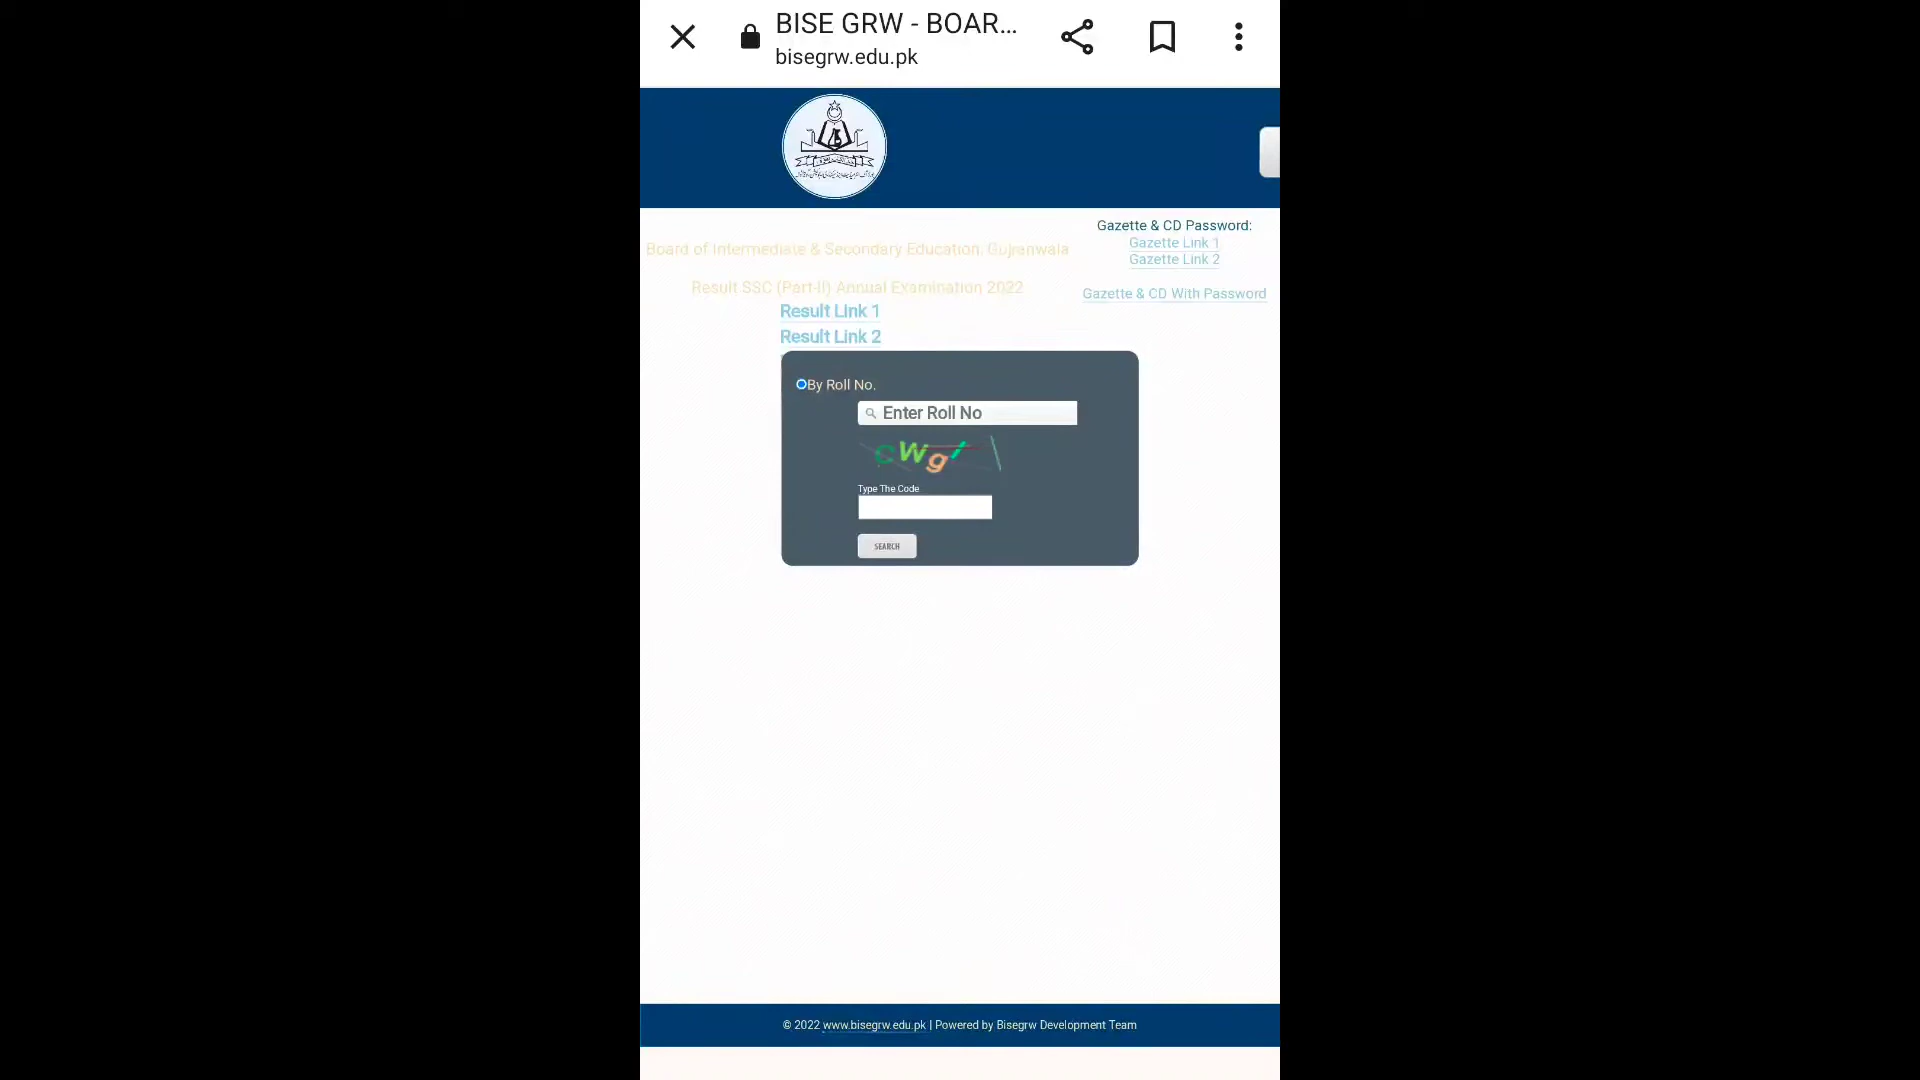 BISE GRW - BOAR...
bisegrw.edu.pk
Gazette & CD Password:
Gazette Link 1
Gazette Link 2
Gazette & CD With Password
Board of Intermediate & Secondary Education, Gujranwala
Result SSC (Part-II) Annual Examination 2022
Result Link 1
Result Link 2
By Roll No.
Enter Roll No
Type The Code
SEARCH
© 2022 www.bisegrw.edu.pk | Powered by Bisegrw Development Team